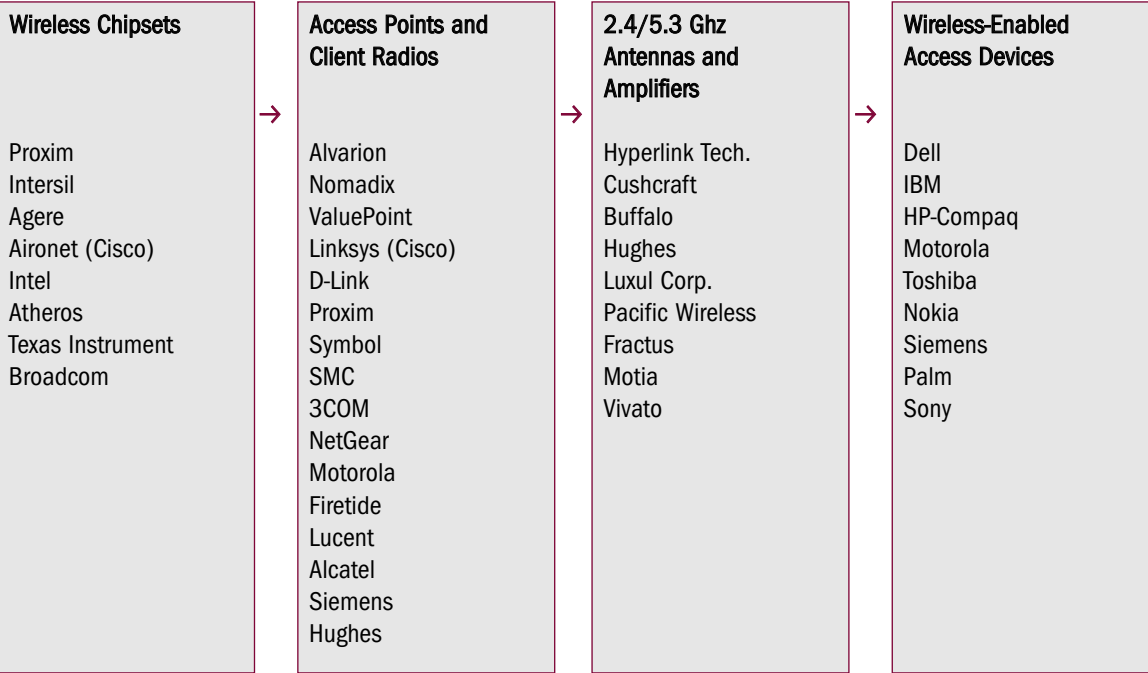 Wireless Chipsets
Proxim
Intersil
Agere
Aironet (Cisco)
Intel
Atheros
Texas Instrument
Broadcom
→
Access Points and
Client Radios
Alvarion
Nomadix
ValuePoint
Linksys (Cisco)
D-Link
Proxim
Symbol
SMC
3COM
NetGear
Motorola
Firetide
Lucent
Alcatel
Siemens
Hughes
→
2.4/5.3 Ghz
Antennas and
Amplifiers
Hyperlink Tech.
Cushcraft
Buffalo
Hughes
Luxul Corp.
Pacific Wireless
Fractus
Motia
Vivato
→
Wireless-Enabled
Access Devices
Dell
IBM
HP-Compaq
Motorola
Toshiba
Nokia
Siemens
Palm
Sony